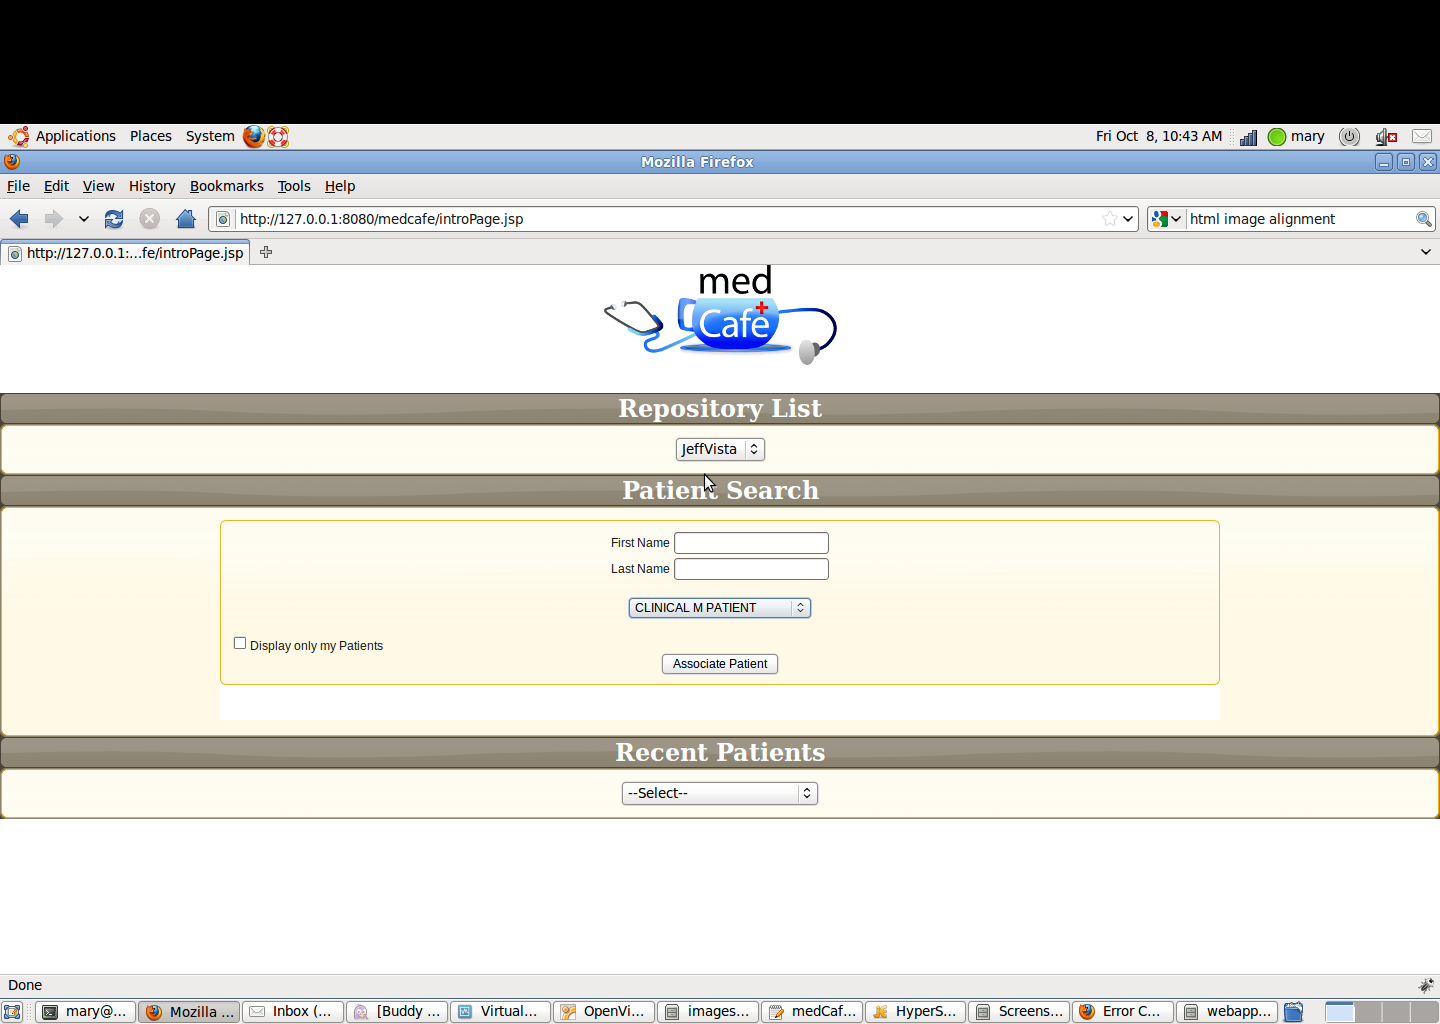 Applications Places System Fri Oct 8, 10:43 AM mary
Mozilla Firefox
File Edit View History Bookmarks Tools Help
http://127.0.0.1:8080/medcafe/introPage.jsp html image alignment
http://127.0.0.1:...fe/introPage.jsp
med
Cafe
Repository List
JeffVista
Patient Search
First Name
Last Name
CLINICAL M PATIENT
Display only my Patients
Associate Patient
Recent Patients
--Select--
Done
mary@... Mozilla ... Inbox (... [Buddy ... Virtual... OpenVi... images... medCaf... HyperS... Screens... Error C... webapp...